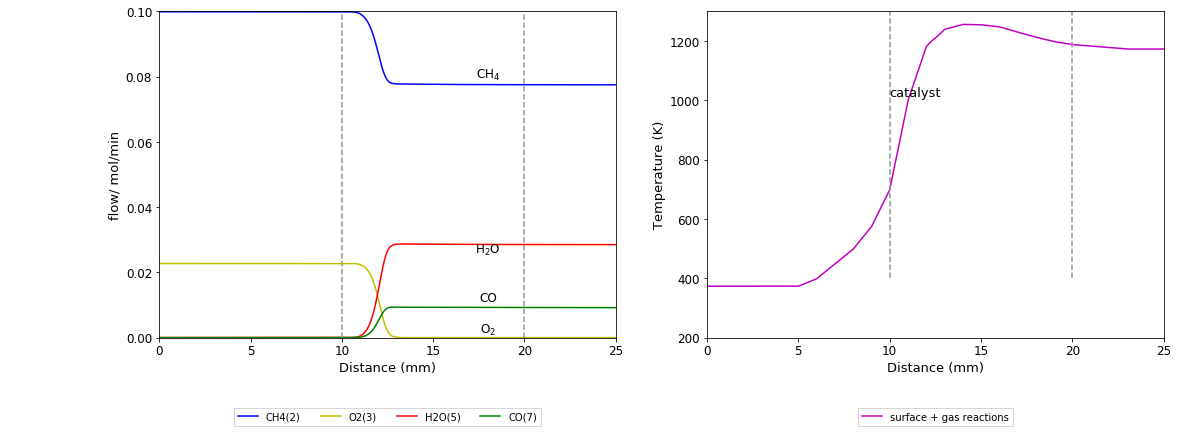 0.10
0.08
0.06
0.04
0.02
0.00
flow/ mol/min
CH4
H2O
CO
O2
0 5 10 15 20 25
Distance (mm)
CH4(2) O2(3) H2O(5) CO(7)
1200
1000
800
600
400
200
Temperature (K)
catalyst
0 5 10 15 20 25
Distance (mm)
surface + gas reactions